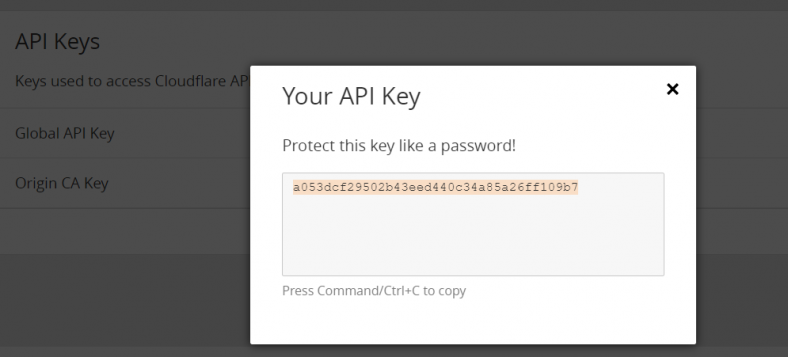 API Keys
Keys used to access Cloudflare AP
Global API Key
Origin CA Key
Your API Key
Protect this key like a password!
a053dcf29502b43eed440c34a85a26ff109b7
Press Command/Ctrl+C to copy